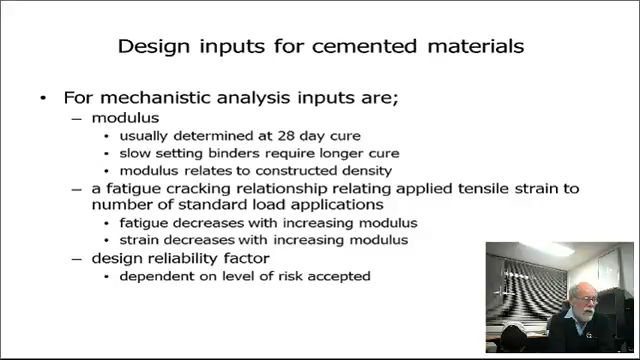 Design inputs for cemented materials
• For mechanistic analysis inputs are;
– modulus
• usually determined at 28 day cure
• slow setting binders require longer cure
• modulus relates to constructed density
– a fatigue cracking relationship relating applied tensile strain to
number of standard load applications
• fatigue decreases with increasing modulus
• strain decreases with increasing modulus
– design reliability factor
• dependent on level of risk accepted